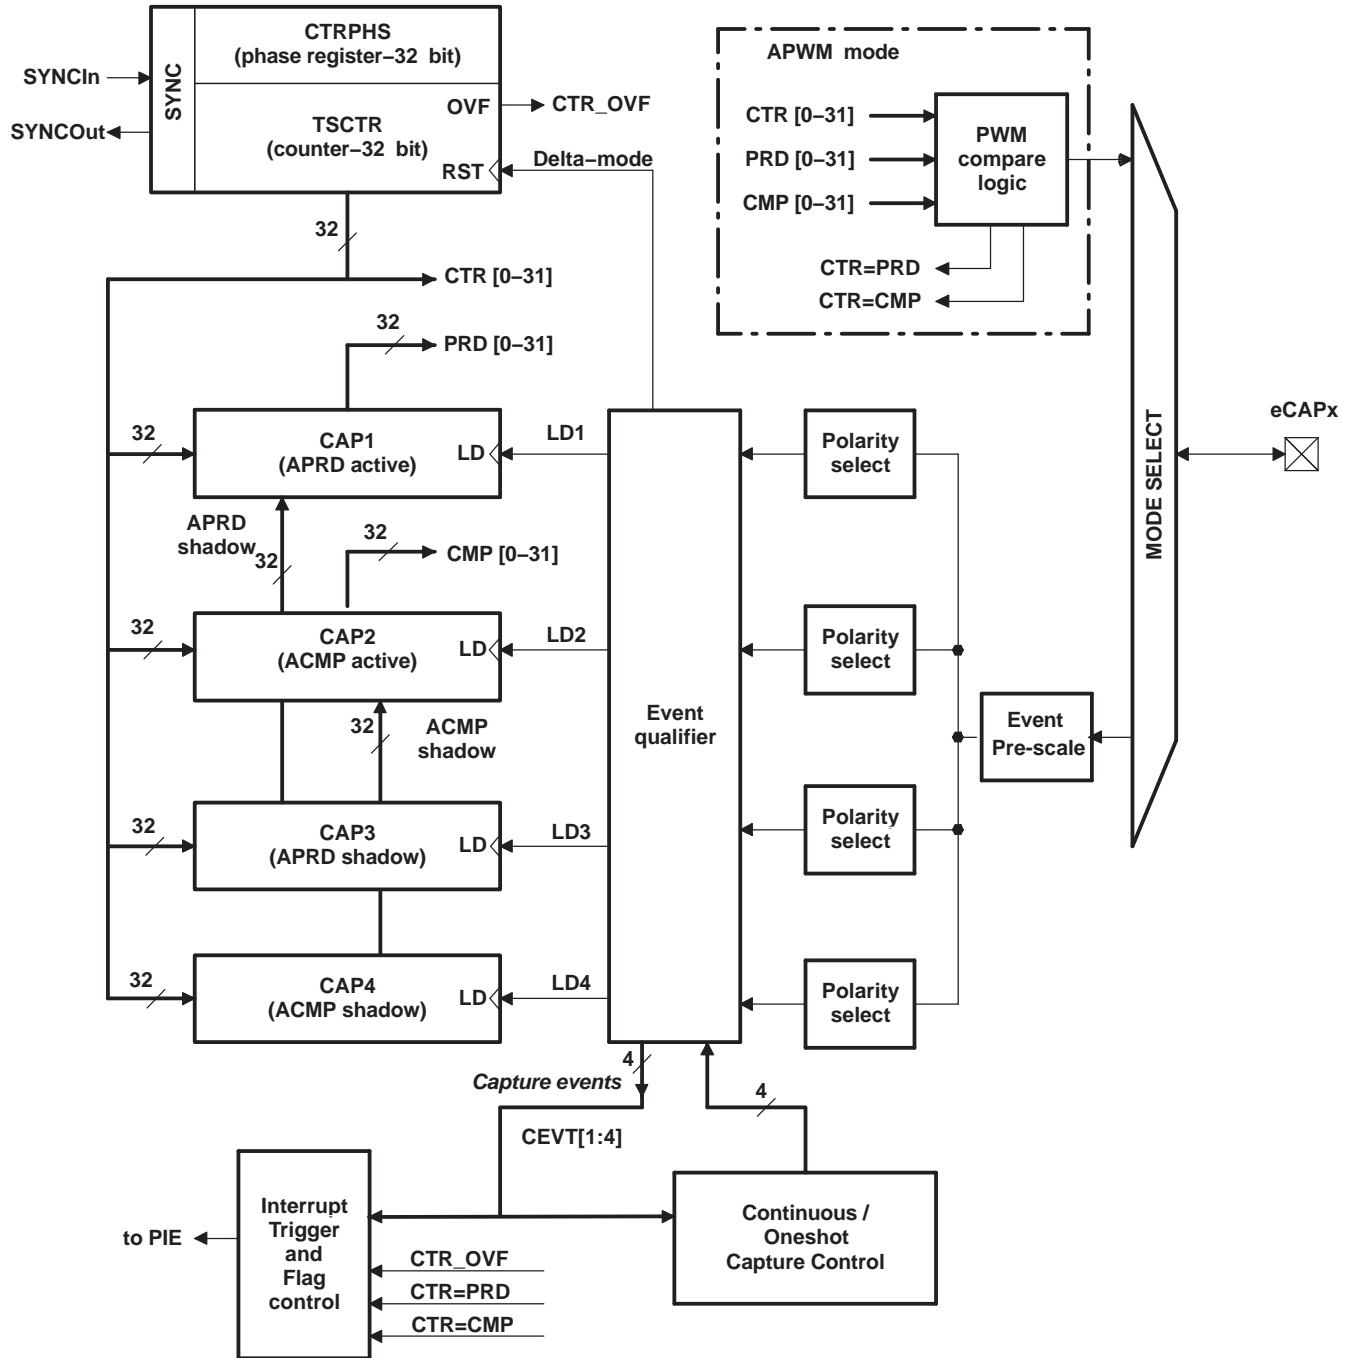 CTRPHS
(phase register−32 bit)
APWM mode
SYNCIn
SYNC
OVF
CTR_OVF
SYNCOut
TSCTR
(counter−32 bit)
RST
Delta−mode
CTR [0−31]
PRD [0−31]
CMP [0−31]
PWM
compare
logic
CTR=PRD
CTR=CMP
32
CTR [0−31]
32
PRD [0−31]
MODE SELECT
eCAPx
32
CAP1
(APRD active)
LD
LD1
Polarity
select
APRD
shadow
32
32
CMP [0−31]
32
CAP2
(ACMP active)
LD
LD2
Polarity
select
32
ACMP
shadow
Event
qualifier
Event
Pre-scale
32
CAP3
(APRD shadow)
LD
LD3
Polarity
select
32
CAP4
(ACMP shadow)
LD
LD4
Polarity
select
4
Capture events
4
CEVT[1:4]
to PIE
Interrupt
Trigger
and
Flag
control
CTR_OVF
CTR=PRD
CTR=CMP
Continuous /
Oneshot
Capture Control